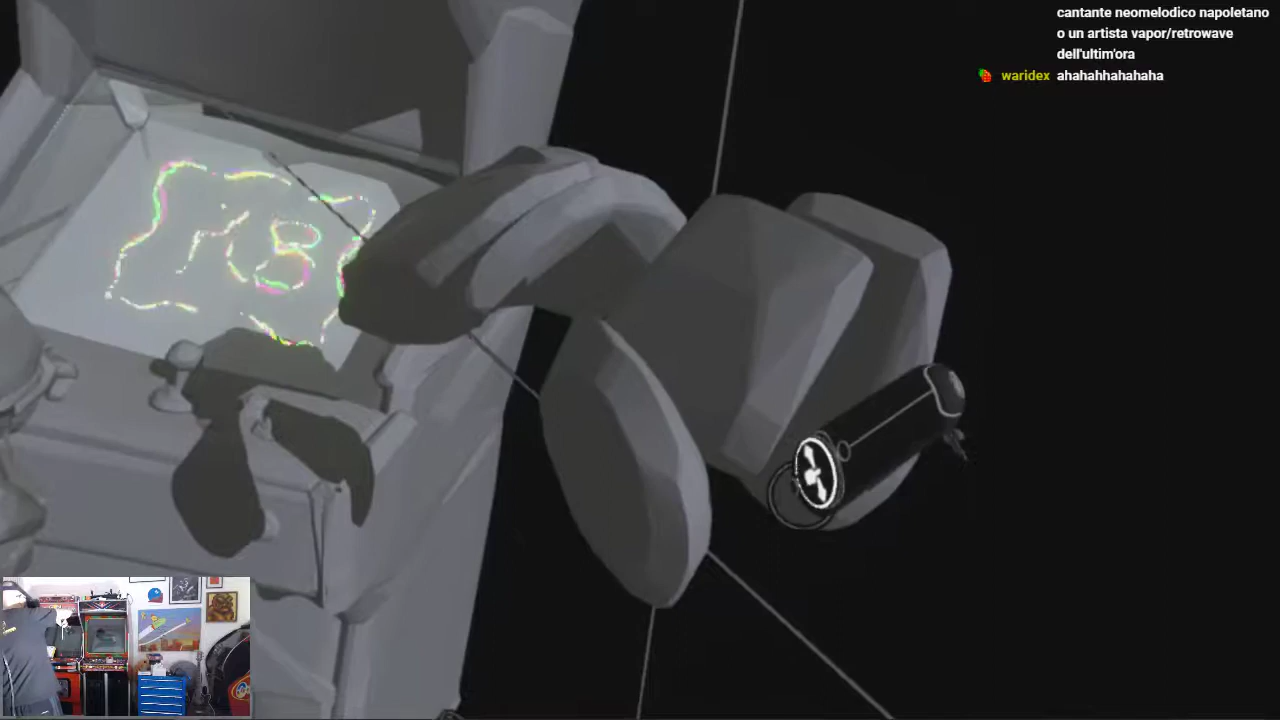 cantante neomelodico napoletano
o un artista vapor/retrowave
dell'ultim'ora
waridex ahahahhahahaha